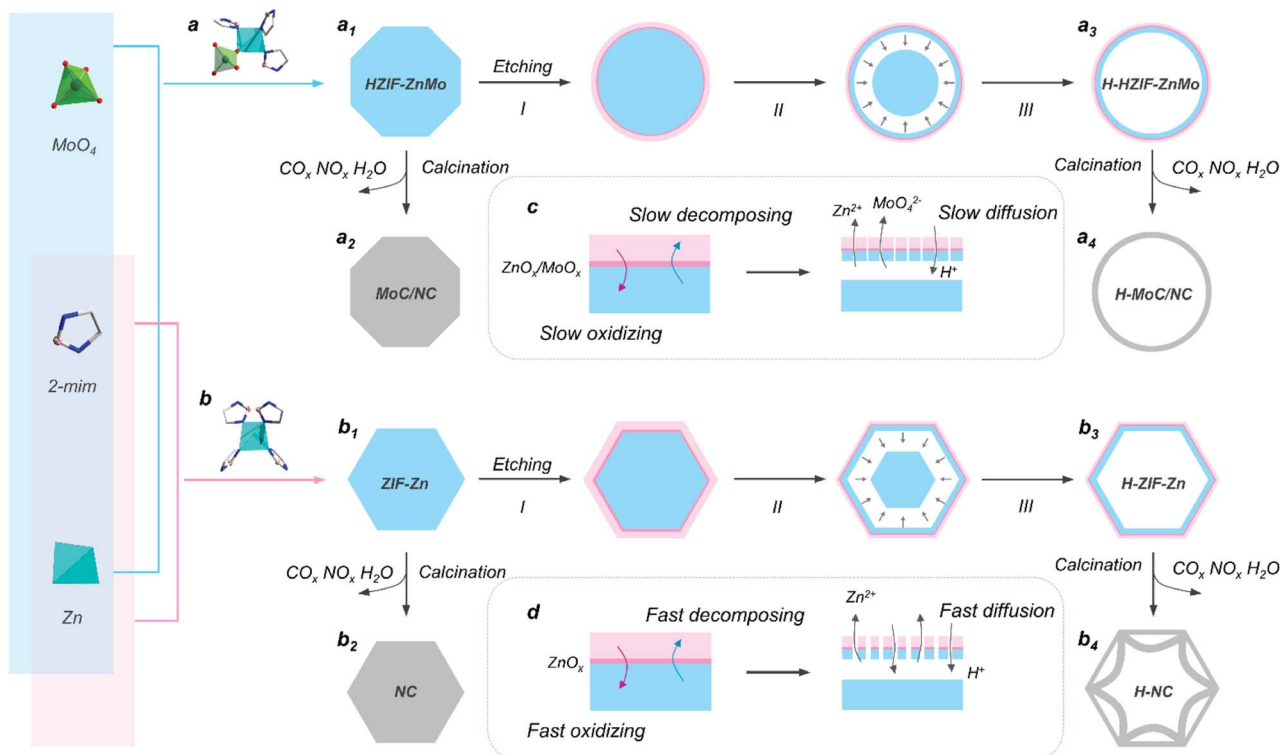 MoO₄
2-mim
Zn
a
a₁
HZIF-ZnMo
Etching
I
II
III
a₃
H-HZIF-ZnMo
COₓ NOₓ H₂O
Calcination
Calcination
COₓ NOₓ H₂O
a₂
MoC/NC
c
Slow decomposing
ZnOₓ/MoOₓ
Slow oxidizing
Zn²⁺
MoO₄²⁻
Slow diffusion
H⁺
a₄
H-MoC/NC
b
b₁
ZIF-Zn
Etching
I
II
III
b₃
H-ZIF-Zn
COₓ NOₓ H₂O
Calcination
Calcination
COₓ NOₓ H₂O
b₂
NC
d
Fast decomposing
ZnOₓ
Fast oxidizing
Zn²⁺
Fast diffusion
H⁺
b₄
H-NC